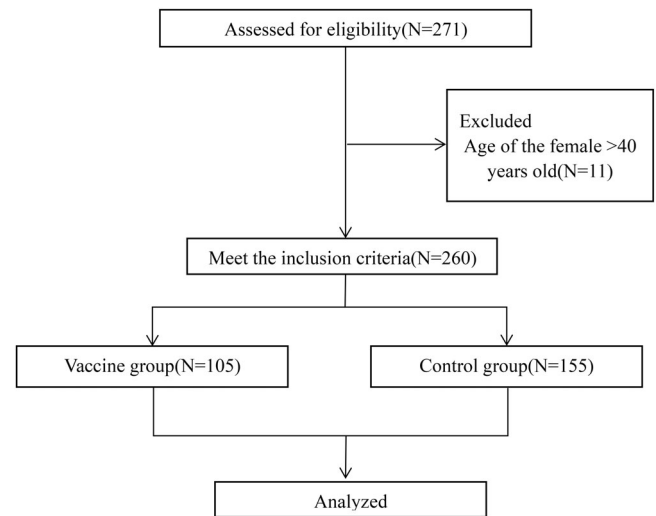 Assessed for eligibility(N=271)
Excluded
Age of the female >40
years old(N=11)
Meet the inclusion criteria(N=260)
Vaccine group(N=105)
Control group(N=155)
Analyzed